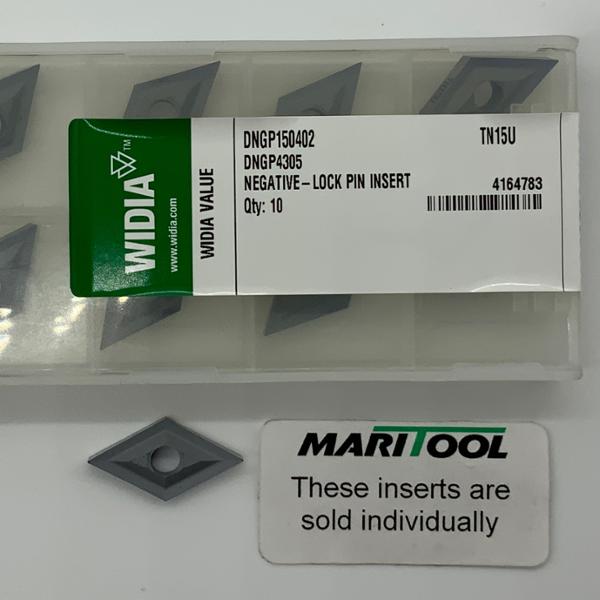 WIDIA™
www.widia.com
WIDIA VALUE
DNGP150402
TN15U
DNGP4305
NEGATIVE-LOCK PIN INSERT
4164783
Qty: 10
MARITOOL
These inserts are
sold individually